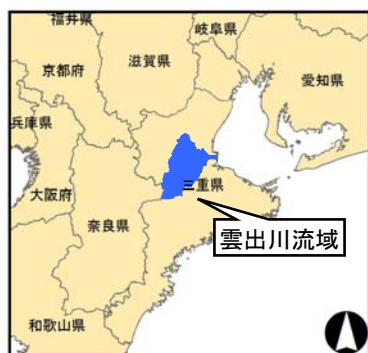 福井県
岐阜県
滋賀県
京都府
愛知県
兵庫県
三重県
大阪府
奈良県
雲出川流域
和歌山県